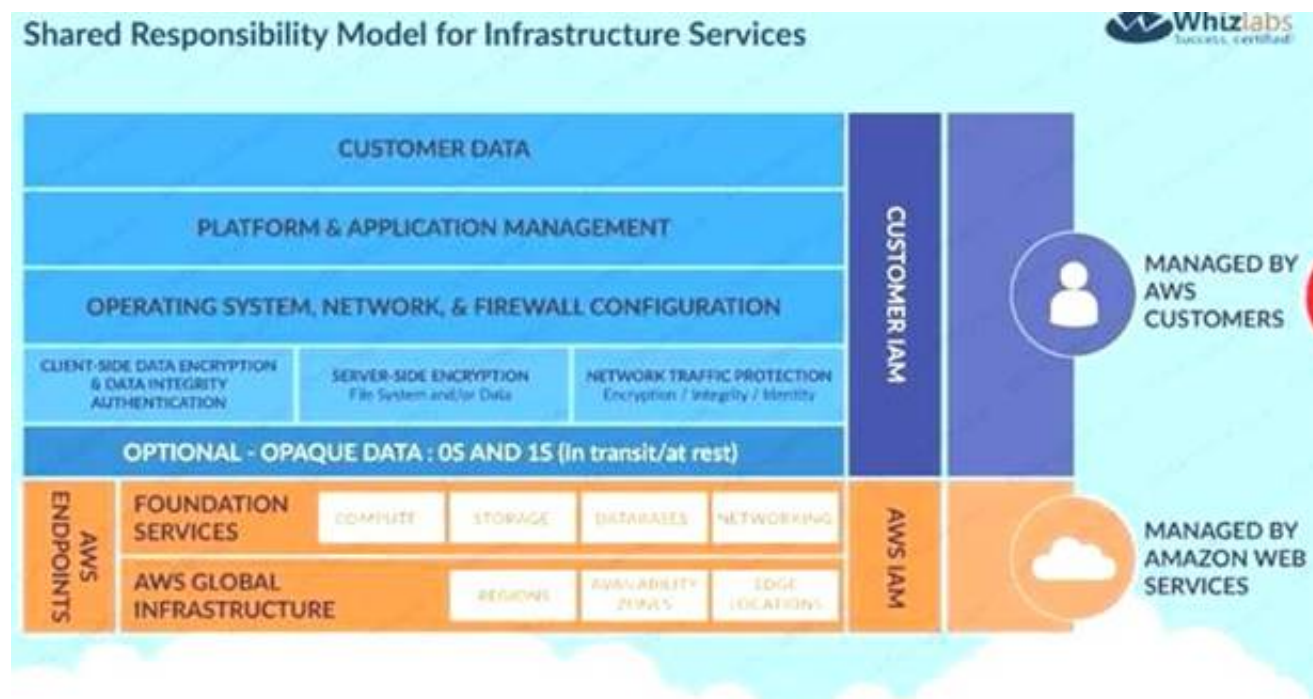 Shared Responsibility Model for Infrastructure Services
Whizlabs
Success, certified!
CUSTOMER DATA
PLATFORM & APPLICATION MANAGEMENT
OPERATING SYSTEM, NETWORK, & FIREWALL CONFIGURATION
CLIENT-SIDE DATA ENCRYPTION
& DATA INTEGRITY
AUTHENTICATION
SERVER-SIDE ENCRYPTION
File System and/or Data
NETWORK TRAFFIC PROTECTION
Encryption / Integrity / Identity
OPTIONAL - OPAQUE DATA : 0S AND 1S (in transit/at rest)
CUSTOMER IAM
MANAGED BY
AWS
CUSTOMERS
AWS
ENDPOINTS
FOUNDATION
SERVICES
COMPUTE
STORAGE
DATABASES
NETWORKING
AWS GLOBAL
INFRASTRUCTURE
REGIONS
AVAILABILITY
ZONES
EDGE
LOCATIONS
AWS IAM
MANAGED BY
AMAZON WEB
SERVICES